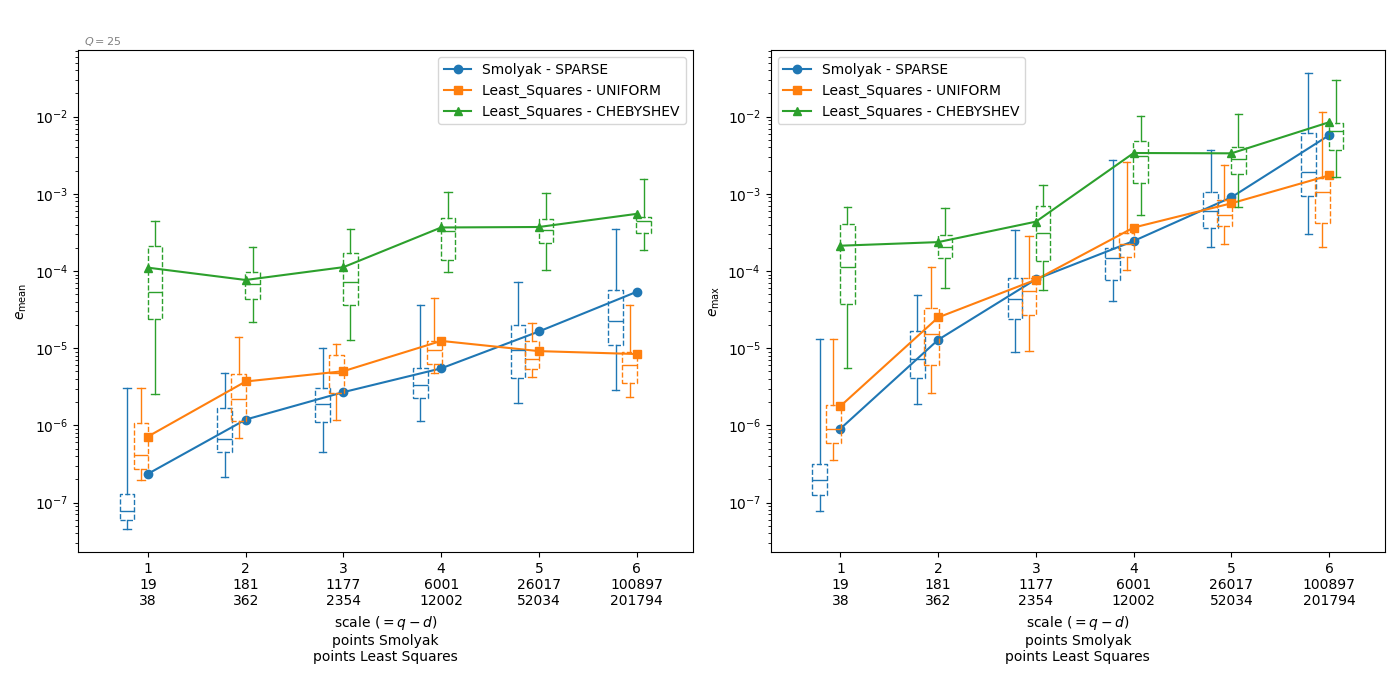 Q = 25
Smolyak - SPARSE
Least_Squares - UNIFORM
Least_Squares - CHEBYSHEV
10⁻²
10⁻³
10⁻⁴
10⁻⁵
10⁻⁶
10⁻⁷
e_mean
1 2 3 4 5 6
19 181 1177 6001 26017 100897
38 362 2354 12002 52034 201794
scale (= q − d)
points Smolyak
points Least Squares
Smolyak - SPARSE
Least_Squares - UNIFORM
Least_Squares - CHEBYSHEV
10⁻²
10⁻³
10⁻⁴
10⁻⁵
10⁻⁶
10⁻⁷
e_max
1 2 3 4 5 6
19 181 1177 6001 26017 100897
38 362 2354 12002 52034 201794
scale (= q − d)
points Smolyak
points Least Squares